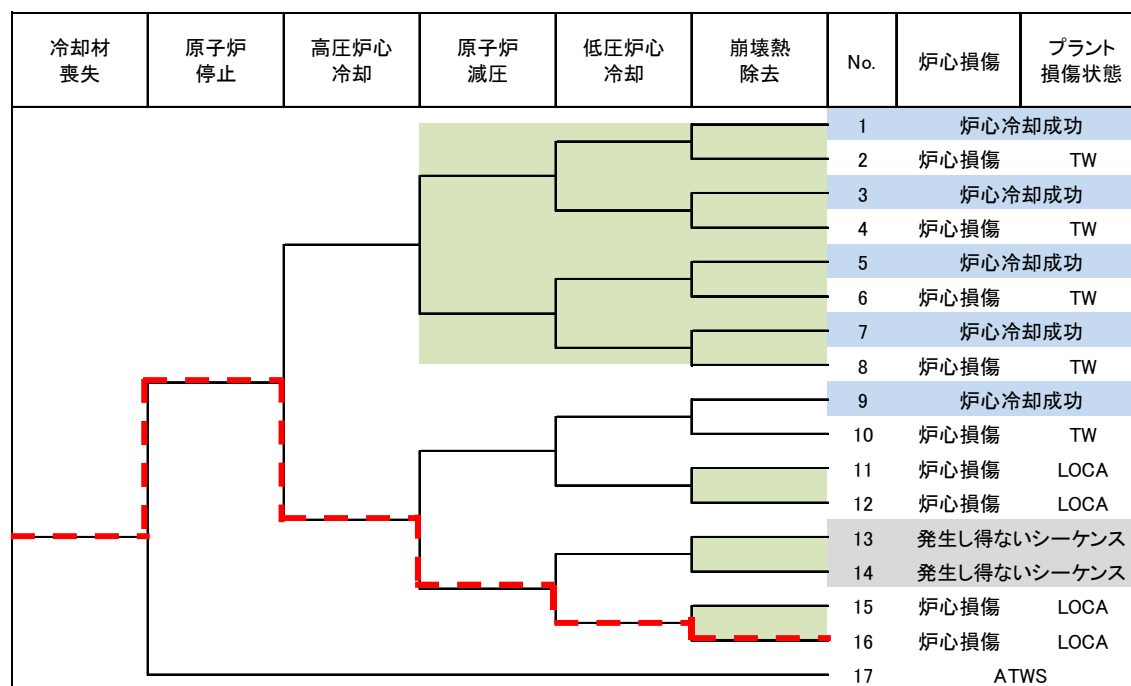 冷却材
喪失
原子炉
停止
高圧炉心
冷却
原子炉
減圧
低圧炉心
冷却
崩壊熱
除去
No.
炉心損傷
プラント
損傷状態
1 炉心冷却成功
2 炉心損傷 TW
3 炉心冷却成功
4 炉心損傷 TW
5 炉心冷却成功
6 炉心損傷 TW
7 炉心冷却成功
8 炉心損傷 TW
9 炉心冷却成功
10 炉心損傷 TW
11 炉心損傷 LOCA
12 炉心損傷 LOCA
13 発生し得ないシーケンス
14 発生し得ないシーケンス
15 炉心損傷 LOCA
16 炉心損傷 LOCA
17 ATWS